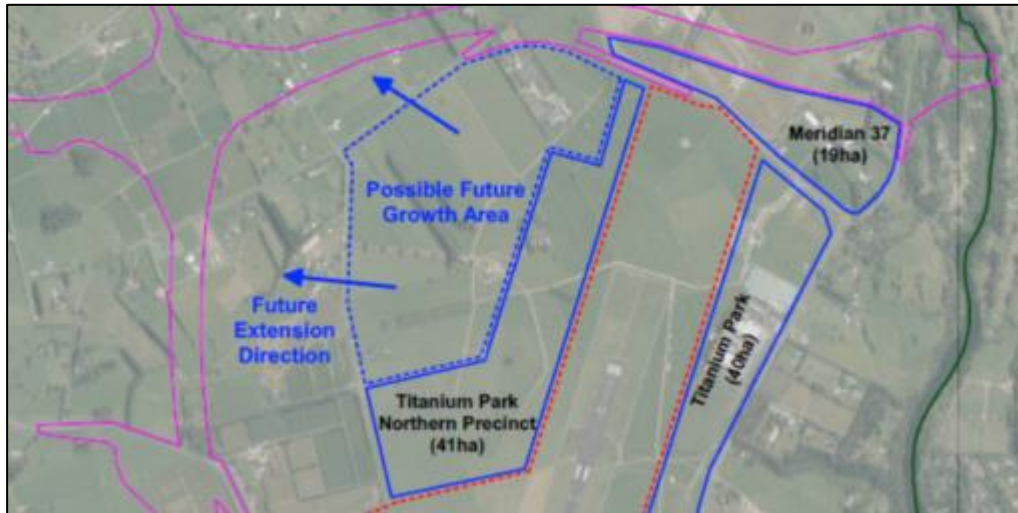 Meridian 37
(19ha)
Possible Future
Growth Area
Future
Extension
Direction
Titanium Park
(40ha)
Titanium Park
Northern Precinct
(41ha)